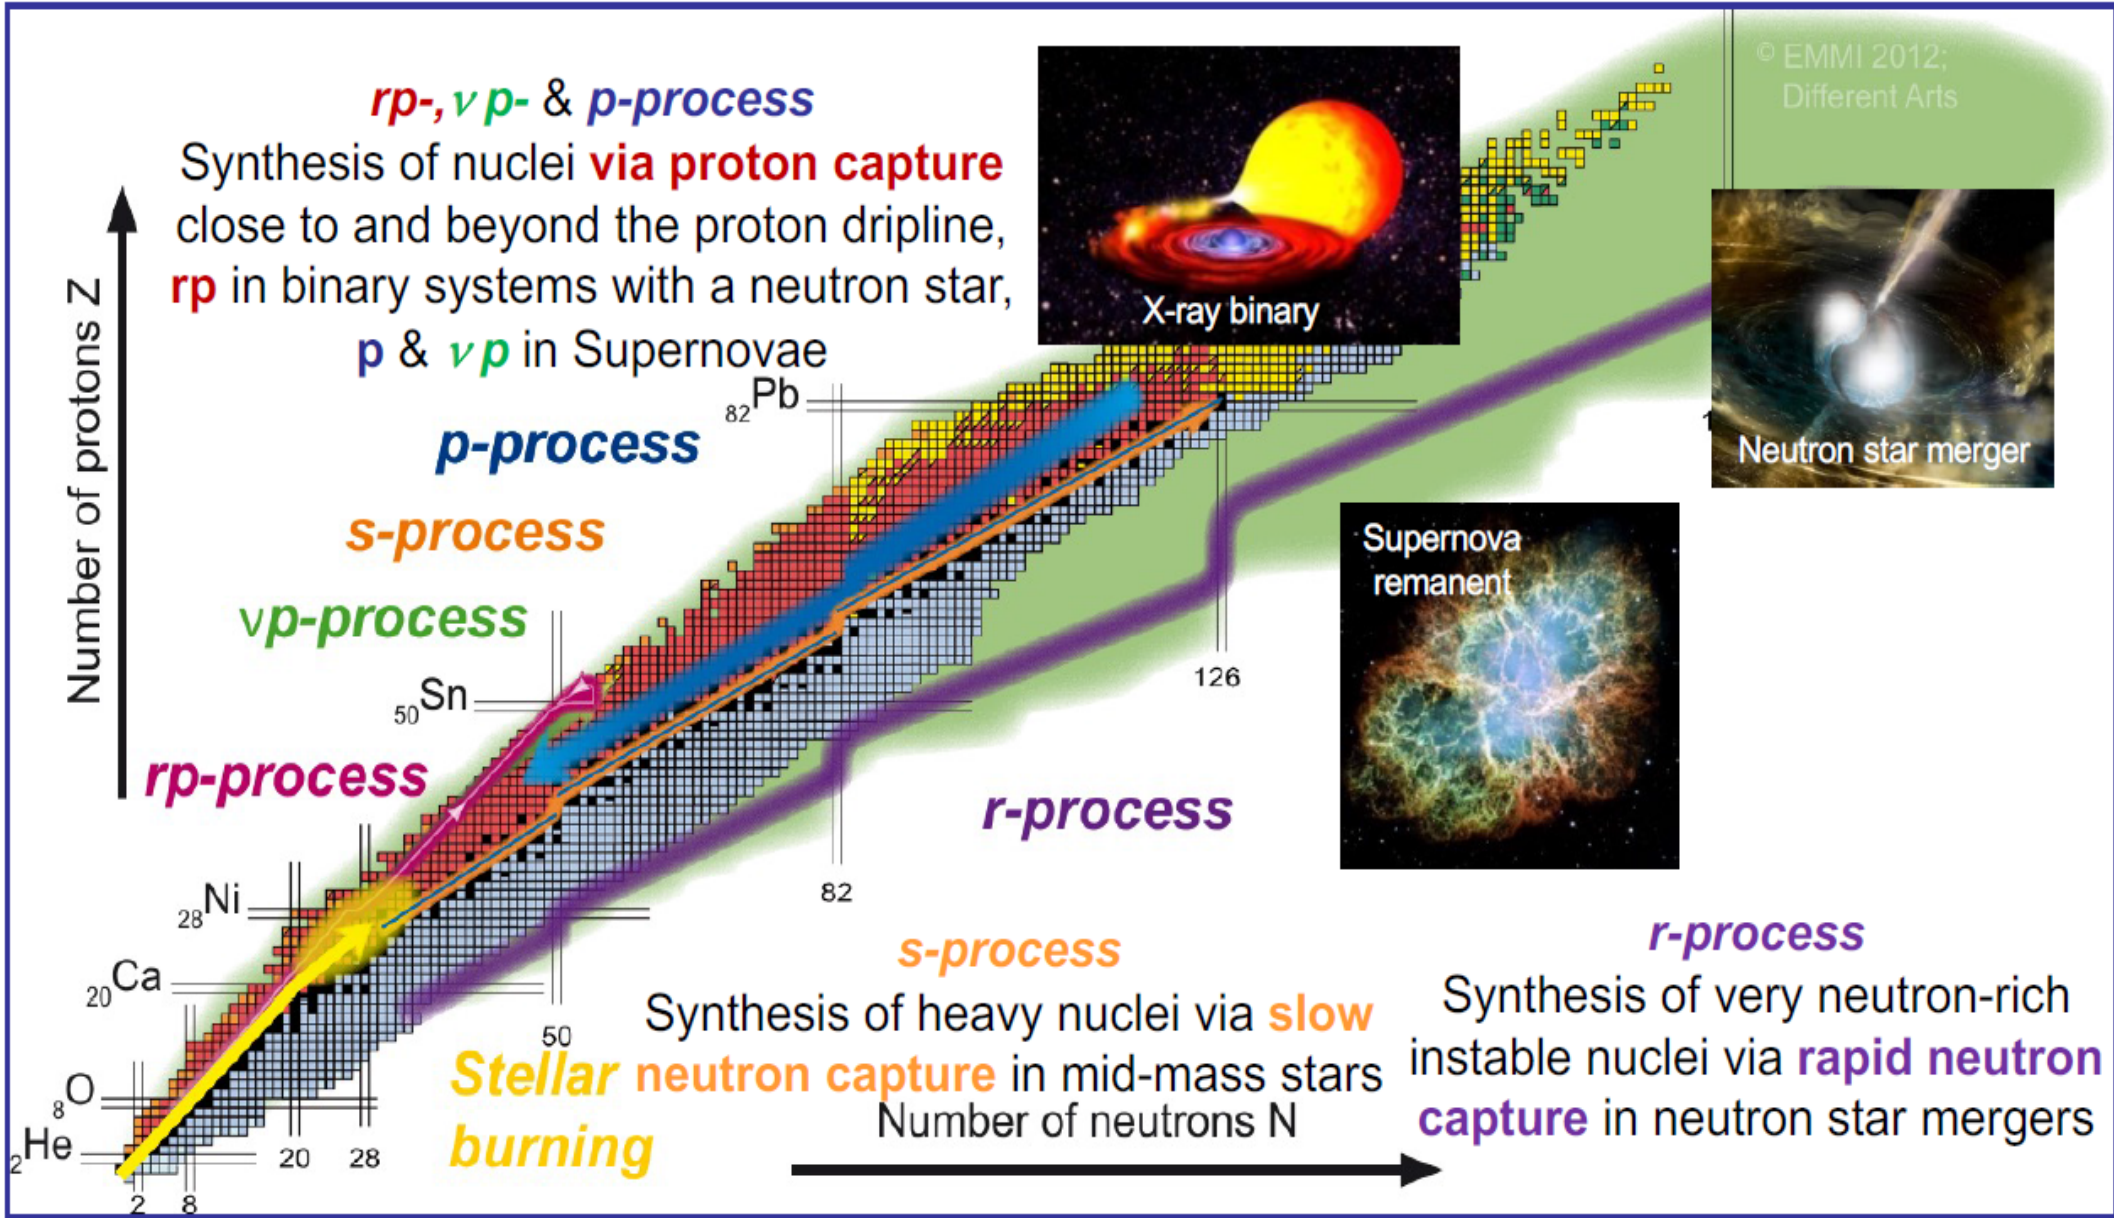 © EMMI 2012;
Different Arts
rp-, ν p- & p-process
Synthesis of nuclei via proton capture
close to and beyond the proton dripline,
rp in binary systems with a neutron star,
p & ν p in Supernovae
X-ray binary
Neutron star merger
Supernova
remanent
Number of protons Z
82Pb
p-process
s-process
νp-process
50Sn
rp-process
28Ni
20Ca
8O
2He
2
8
20
28
50
82
126
r-process
Stellar
burning
s-process
Synthesis of heavy nuclei via slow
neutron capture in mid-mass stars
Number of neutrons N
r-process
Synthesis of very neutron-rich
instable nuclei via rapid neutron
capture in neutron star mergers